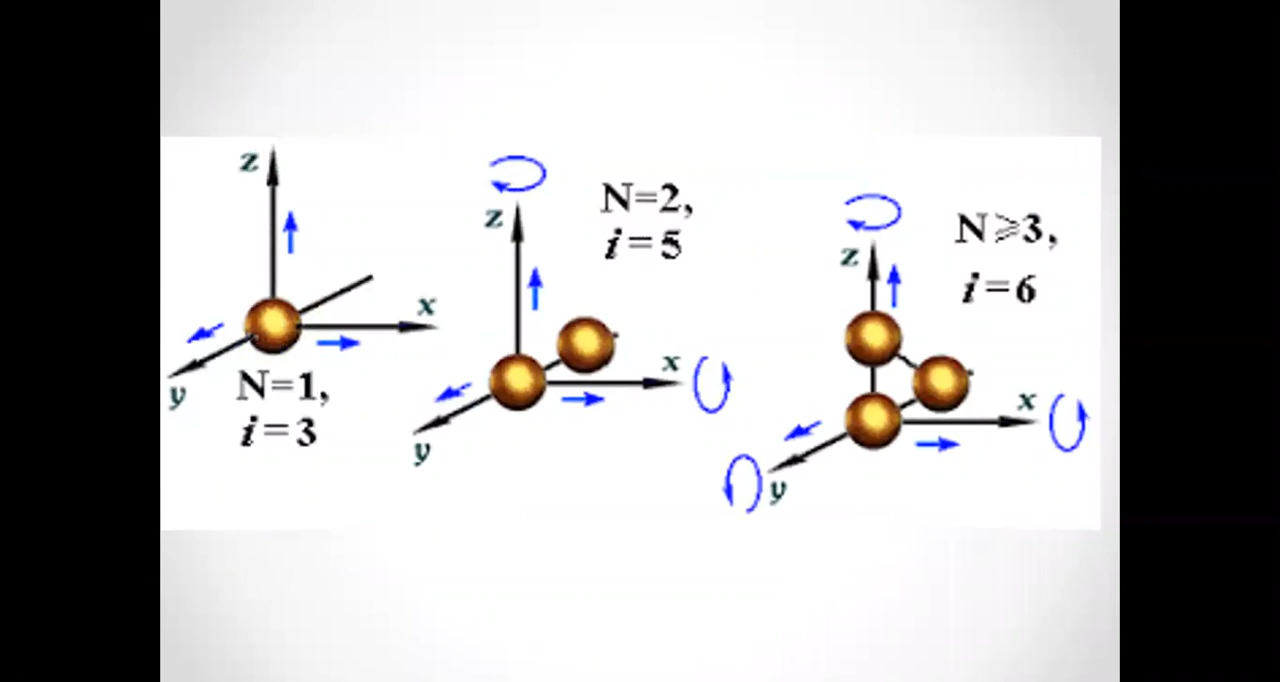 z
x
y
N=1,
i=3
z
N=2,
i=5
x
y
N⩾3,
i=6
z
x
y